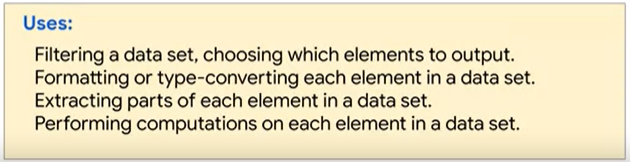 Uses:
Filtering a data set, choosing which elements to output.
Formatting or type-converting each element in a data set.
Extracting parts of each element in a data set.
Performing computations on each element in a data set.